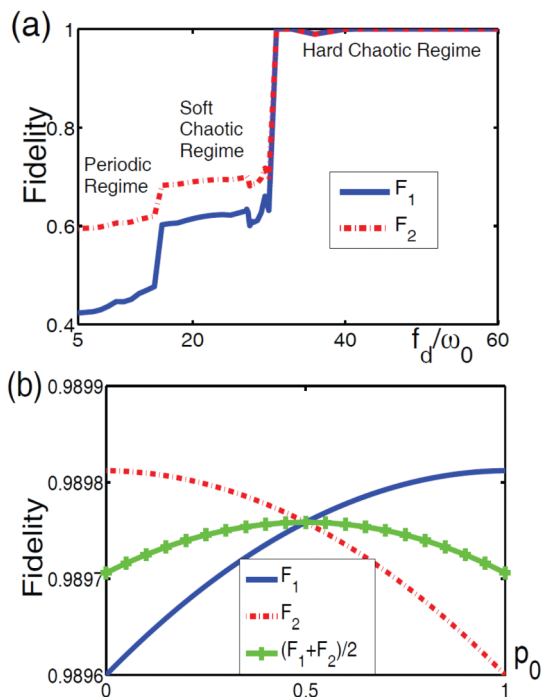 (a)
Fidelity
1
0.8
0.6
0.4
Hard Chaotic Regime
Soft
Chaotic
Regime
Periodic
Regime
F₁
F₂
5
20
40
60
f_d/ω₀
(b)
Fidelity
0.9899
0.9898
0.9897
0.9896
F₁
F₂
(F₁+F₂)/2
0
0.5
1
p₀